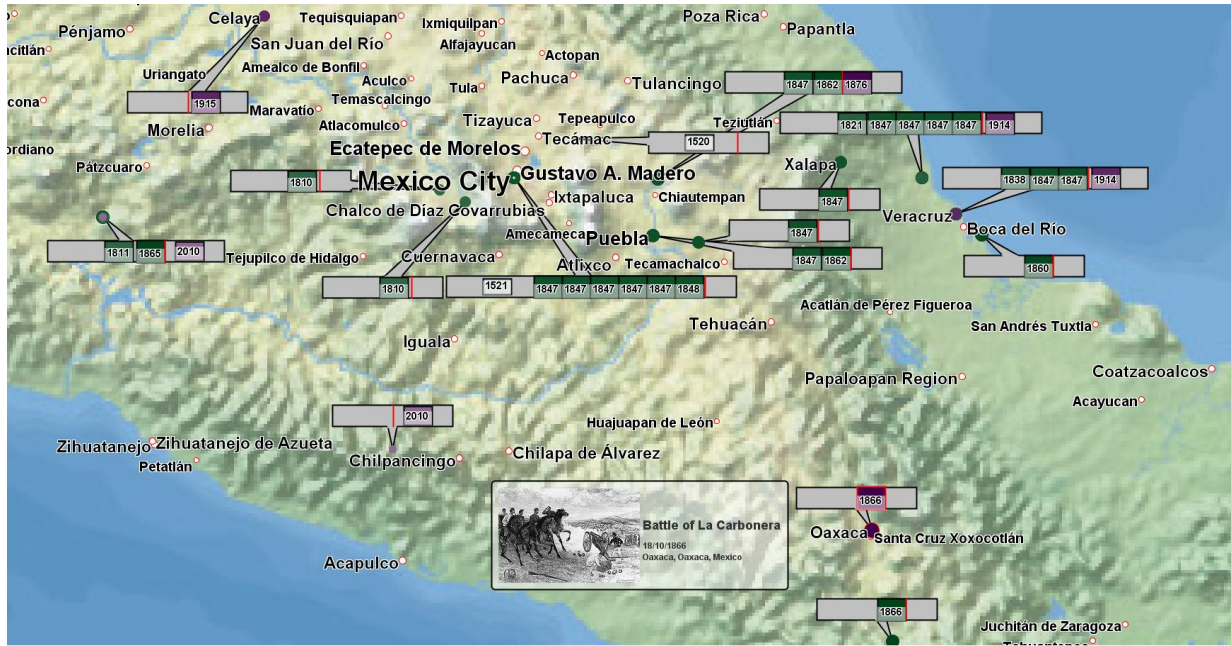 Celaya
Tequisquiapan
Ixmiquilpan
Poza Rica
Pénjamo
Papantla
San Juan del Río
Alfajayucan
Actopan
Amealco de Bonfil
Uriangato
Aculco
Tula
Pachuca
Tulancingo
1847 1862 1876
1915
Maravatío
Temascalcingo
Morelia
Atlacomulco
Tizayuca
Tepeapulco
Teziutlán
1821 1847 1847 1847 1847 1914
Tecámac
1520
Ecatepec de Morelos
Pátzcuaro
ordiano
Xalapa
1810
Mexico City
Gustavo A. Madero
1838 1847 1847 1914
Ixtapaluca
Chiautempan
1847
Chalco de Díaz Covarrubias
Veracruz
Boca del Río
Amecameca
Puebla
1847
1811 1865 2010
Tejupilco de Hidalgo
Cuernavaca
Atlixco
Tecamachalco
1847 1862
1860
1810
1521 1847 1847 1847 1847 1847 1848
Acatlán de Pérez Figueroa
Tehuacán
San Andrés Tuxtla
Iguala
Coatzacoalcos
Papaloapan Region
Acayucan
2010
Huajuapan de León
Zihuatanejo
Zihuatanejo de Azueta
Petatlán
Chilpancingo
Chilapa de Álvarez
1866
Battle of La Carbonera
18/10/1866
Oaxaca, Oaxaca, Mexico
Oaxaca
Santa Cruz Xoxocotlán
Acapulco
1866
Juchitán de Zaragoza